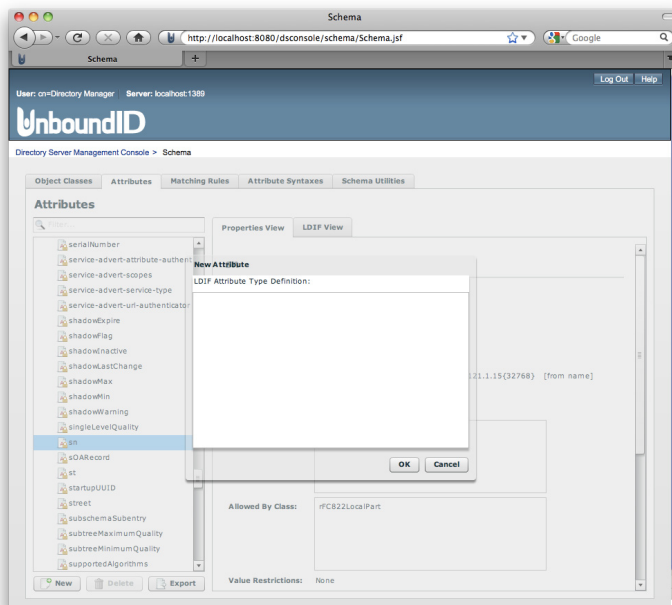 Schema
http://localhost:8080/dsconsole/schema/Schema.jsf
Google
Schema
+
Log Out Help
User: cn=Directory Manager Server: localhost:1389
UnboundID
Directory Server Management Console > Schema
Object Classes Attributes Matching Rules Attribute Syntaxes Schema Utilities
Attributes
Properties View LDIF View
serialNumber
service-advert-attribute-authent
service-advert-scopes
service-advert-service-type
service-advert-url-authenticator
shadowExpire
shadowFlag
shadowInactive
shadowLastChange
shadowMax
shadowMin
shadowWarning
singleLevelQuality
sn
sOARecord
st
startupUUID
street
subschemaSubentry
subtreeMaximumQuality
subtreeMinimumQuality
supportedAlgorithms
New Delete Export
New Attribute
LDIF Attribute Type Definition:
OK Cancel
121.1.15{32768} [from name]
Allowed By Class: rFC822LocalPart
Value Restrictions: None